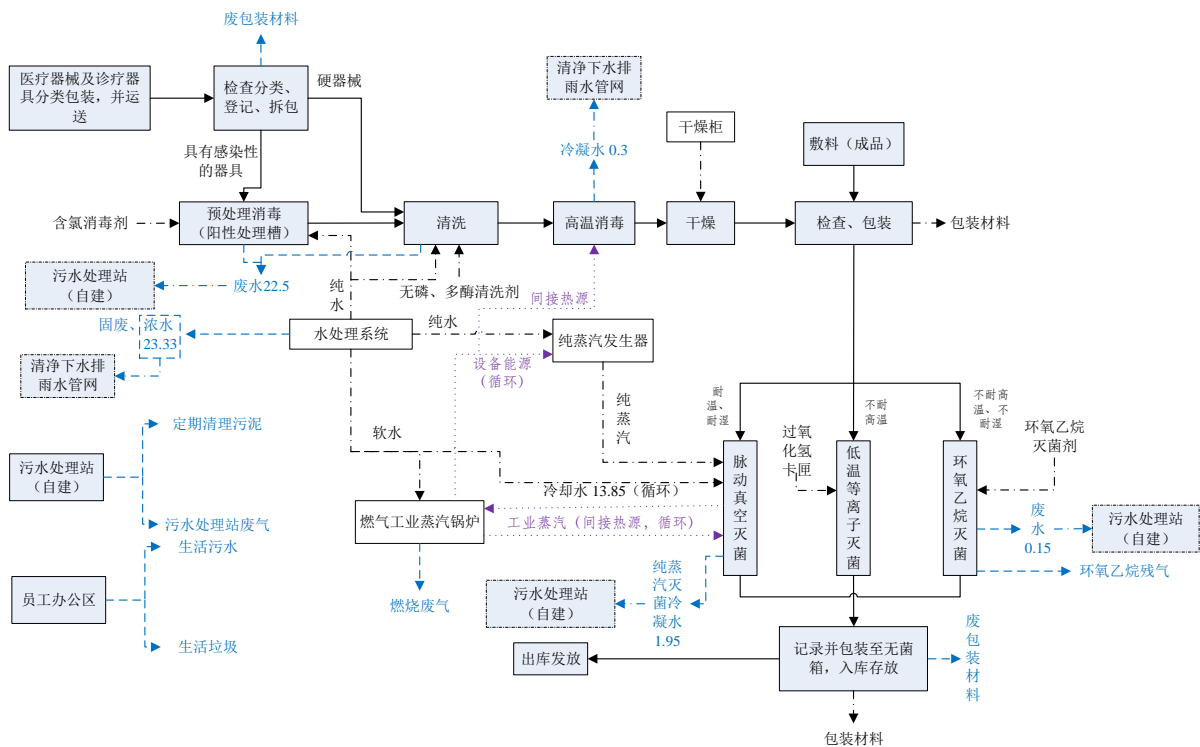 废包装材料
医疗器械及诊疗器
具分类包装，并运
送
检查分类、
登记、拆包
硬器械
清净下水排
雨水管网
干燥柜
敷料（成品）
具有感染性
的器具
冷凝水 0.3
含氯消毒剂
预处理消毒
（阳性处理槽）
清洗
高温消毒
干燥
检查、包装
包装材料
污水处理站
（自建）
废水22.5
纯
水
无磷、多酶清洗剂
间接热源
固废、浓水
23.33
水处理系统
纯水
纯蒸汽发生器
清净下水排
雨水管网
设备能源
（循环）
定期清理污泥
软水
纯
蒸
汽
耐
温、
耐湿
不耐
高温
不耐高
温、不
耐湿
过氧
化氢
卡匣
环氧乙烷
灭菌剂
污水处理站
（自建）
脉
动
真
空
灭
菌
低
温
等
离
子
灭
菌
环
氧
乙
烷
灭
菌
冷却水 13.85（循环）
污水处理站废气
燃气工业蒸汽锅炉
工业蒸汽（间接热源，循环）
废
水
0.15
污水处理站
（自建）
生活污水
员工办公区
生活垃圾
燃烧废气
污水处理站
（自建）
纯
蒸
汽灭
菌冷
凝水
1.95
环氧乙烷残气
出库发放
记录并包装至无菌
箱，入库存放
废
包
装
材
料
包装材料